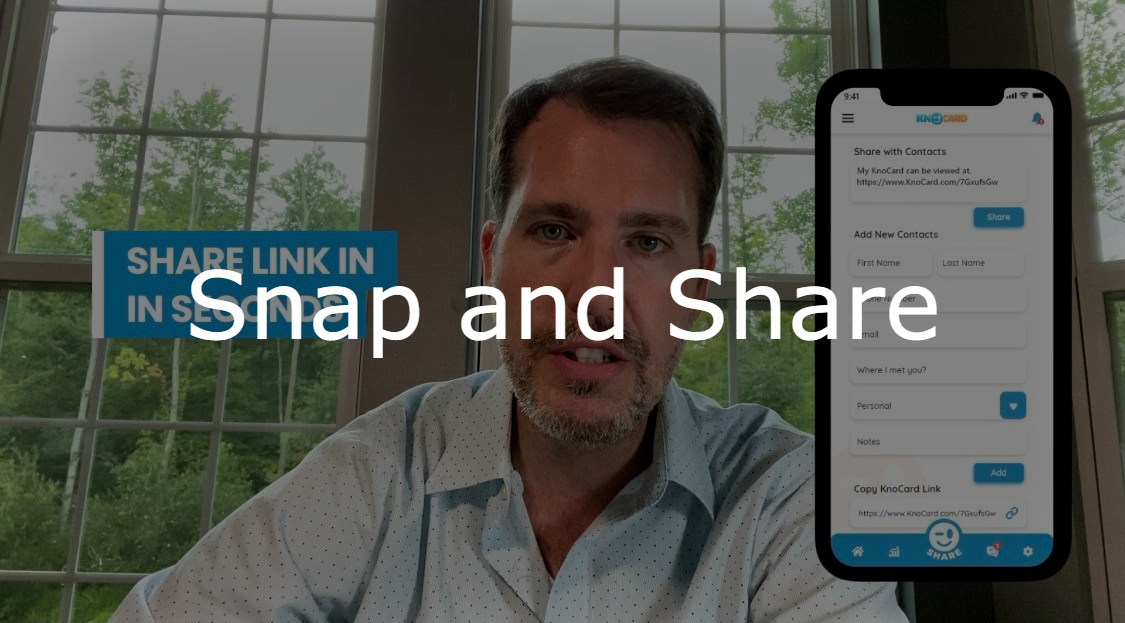 SHARE LINK IN
IN SECONDS
Snap and Share
9:41
KNOCARD
Share with Contacts
My KnoCard can be viewed at.
https://www.KnoCard.com/7GxufsGw
Share
Add New Contacts
First Name Last Name
Number
Email
Where I met you?
Personal
Notes
Add
Copy KnoCard Link
https://www.KnoCard.com/7GxufsGw
SHARE